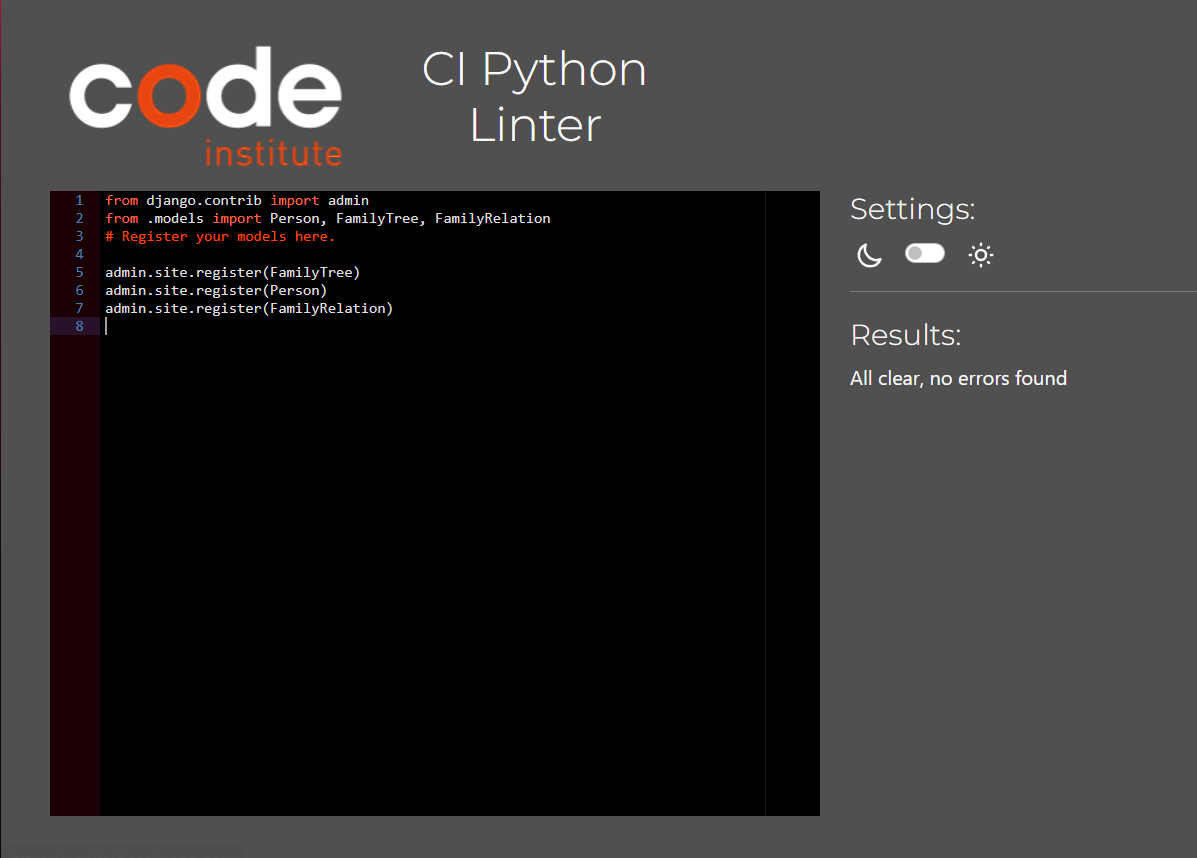 code
institute
CI Python
Linter
1 from django.contrib import admin
2 from .models import Person, FamilyTree, FamilyRelation
3 # Register your models here.
4
5 admin.site.register(FamilyTree)
6 admin.site.register(Person)
7 admin.site.register(FamilyRelation)
8
Settings:
Results:
All clear, no errors found